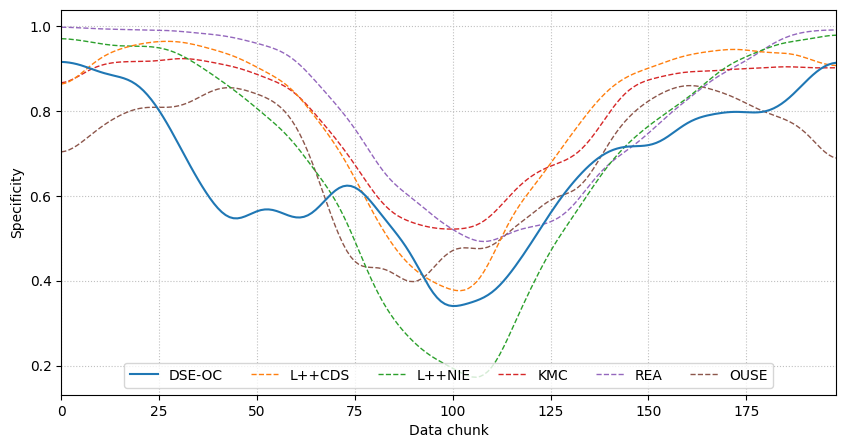 Specificity
1.0
0.8
0.6
0.4
0.2
DSE-OC L++CDS L++NIE KMC REA OUSE
0 25 50 75 100 125 150 175
Data chunk